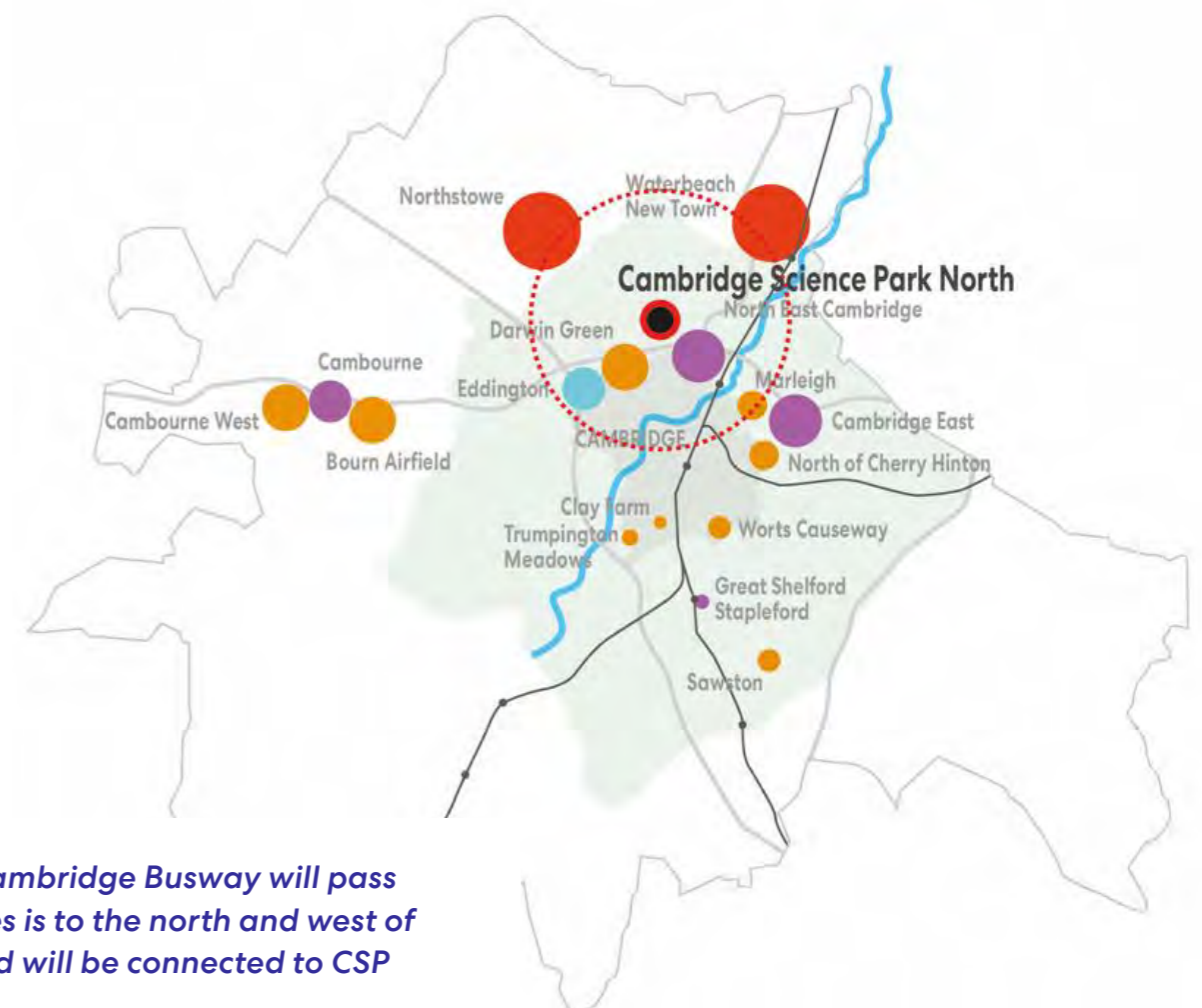 Northstowe
Waterbeach
New Town
Cambridge Science Park North
North East Cambridge
Darwin Green
Cambourne
Eddington
Marleigh
Cambourne West
Cambridge East
CAMBRIDGE
Bourn Airfield
North of Cherry Hinton
Clay Farm
Trumpington
Meadows
Worts Causeway
Great Shelford
Stapleford
Sawston
ambridge Busway will pass
es is to the north and west of
d will be connected to CSP